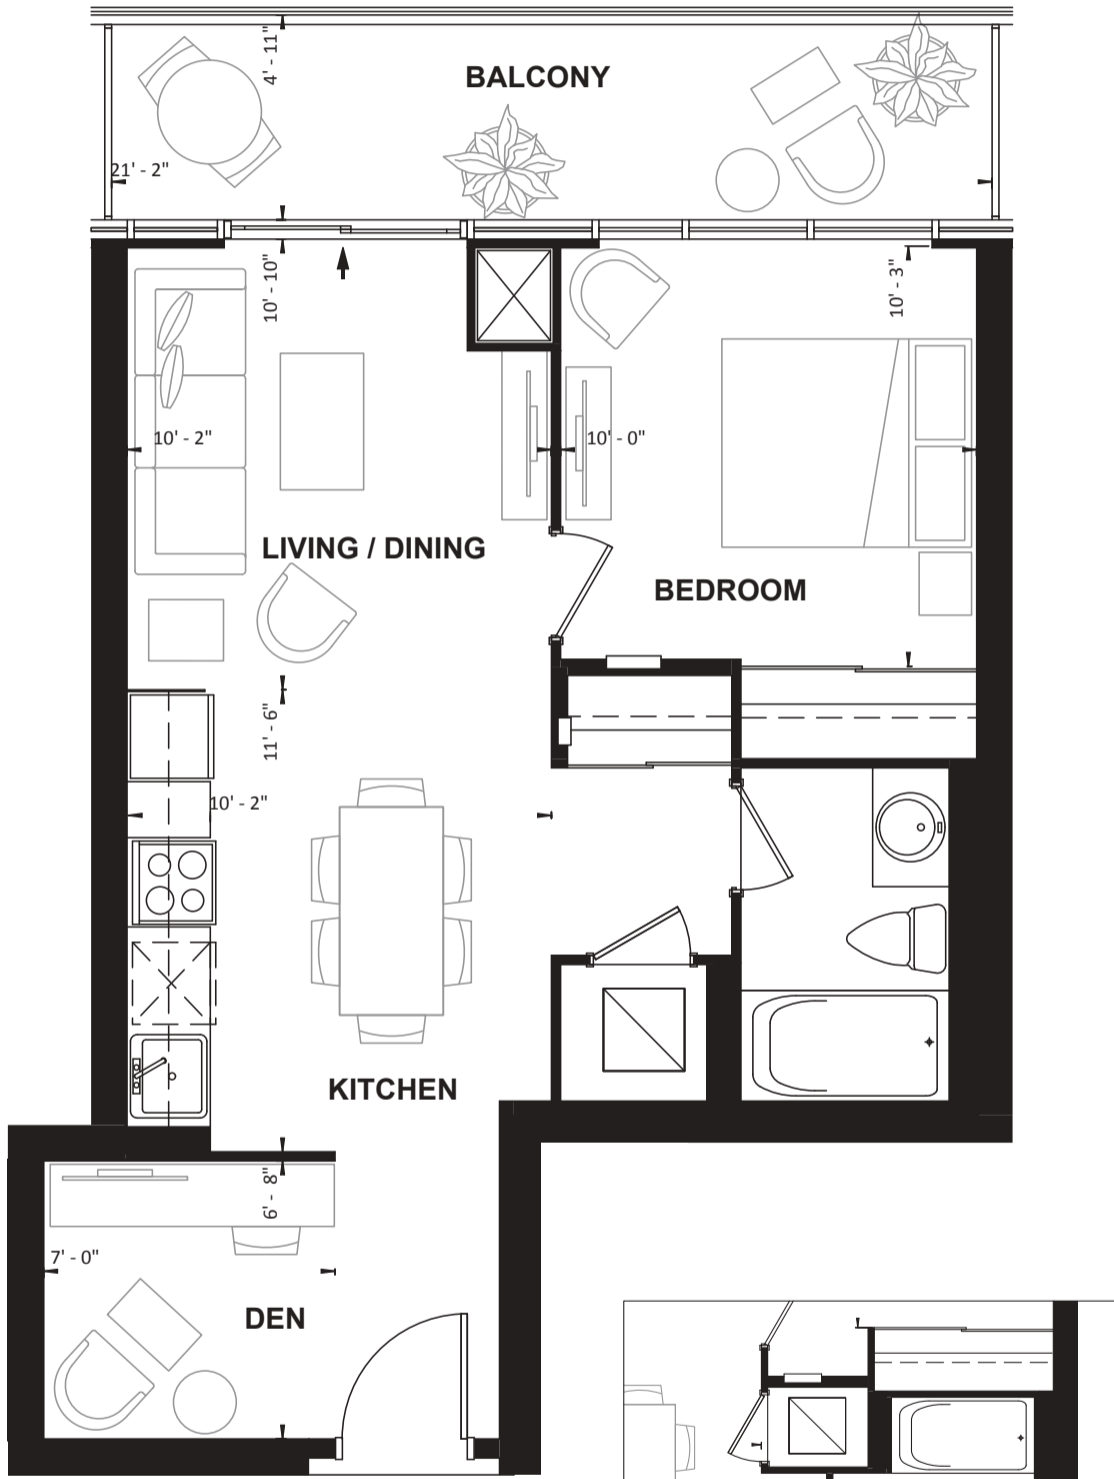 4' - 11"
BALCONY
21' - 2"
10' - 10"
10' - 3"
10' - 2"
10' - 0"
LIVING / DINING
BEDROOM
11' - 6"
10' - 2"
KITCHEN
6' - 8"
7' - 0"
DEN